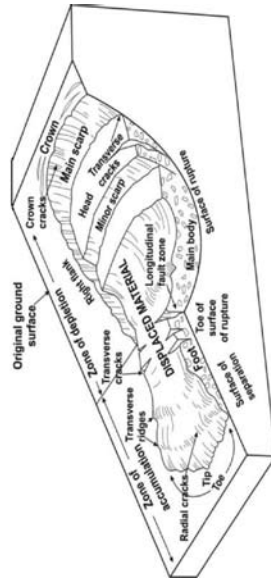 Crown
cracks
Crown
Main scarp
Transverse
cracks
Head
Minor scarp
Original ground
surface
Right flank
Zone of depletion
Longitudinal
fault zone
Main body
Surface of rupture
Transverse
cracks
DISPLACED MATERIAL
Toe of surface
of rupture
Foot
Surface of
separation
Transverse
ridges
Zone of
accumulation
Radial cracks
Tip
Toe